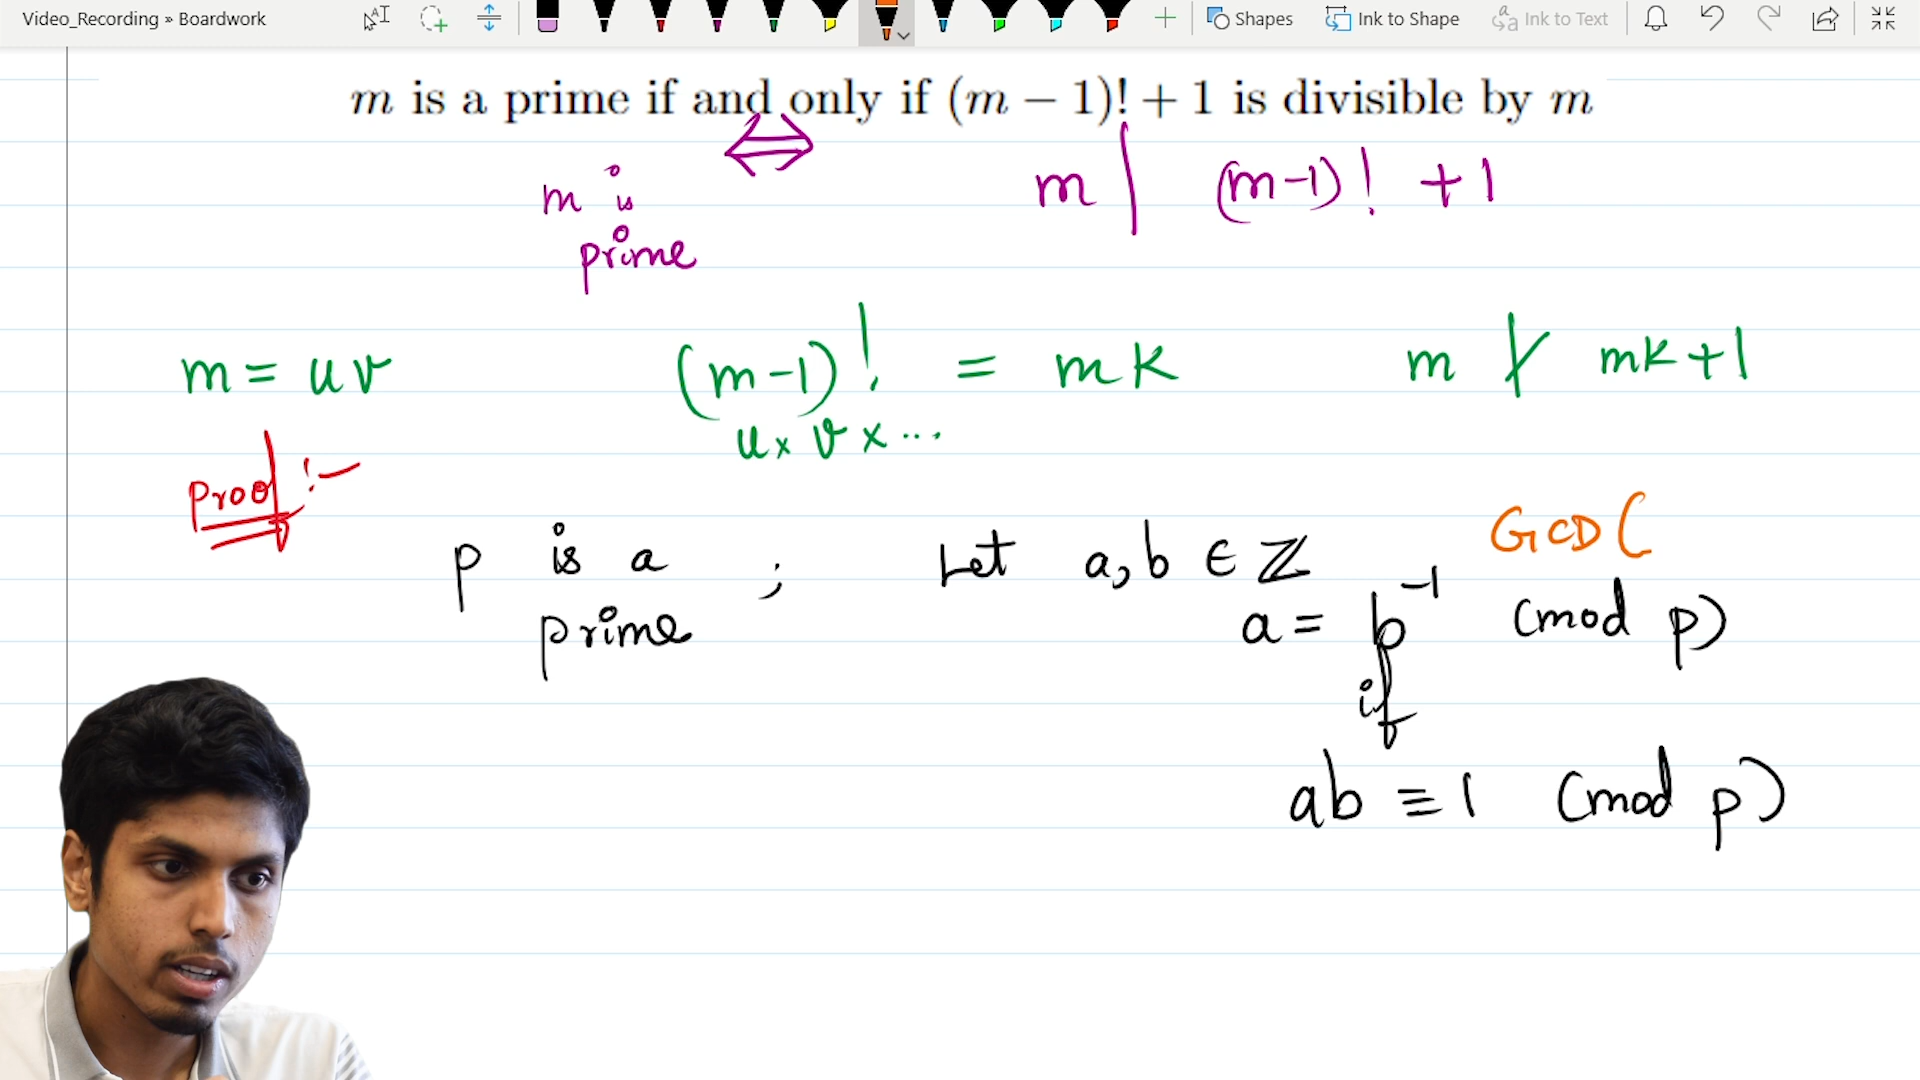 Video_Recording » Boardwork
Shapes Ink to Shape Ink to Text
m is a prime if and only if (m − 1)! + 1 is divisible by m
⇔
m is prime
m | (m-1)! +1
m = uv (m-1)! = mk m ∤ mk+1
u x v x ...
Proof :-
p is a prime ; Let a, b ∈ ℤ GCD (
a = b⁻¹ (mod p)
if
ab ≡ 1 (mod p)